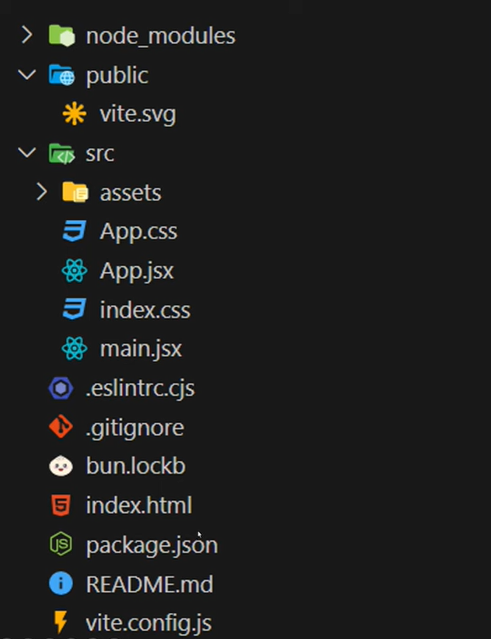 node_modules
public
vite.svg
src
assets
App.css
App.jsx
index.css
main.jsx
.eslintrc.cjs
.gitignore
bun.lockb
index.html
package.json
README.md
vite.config.js